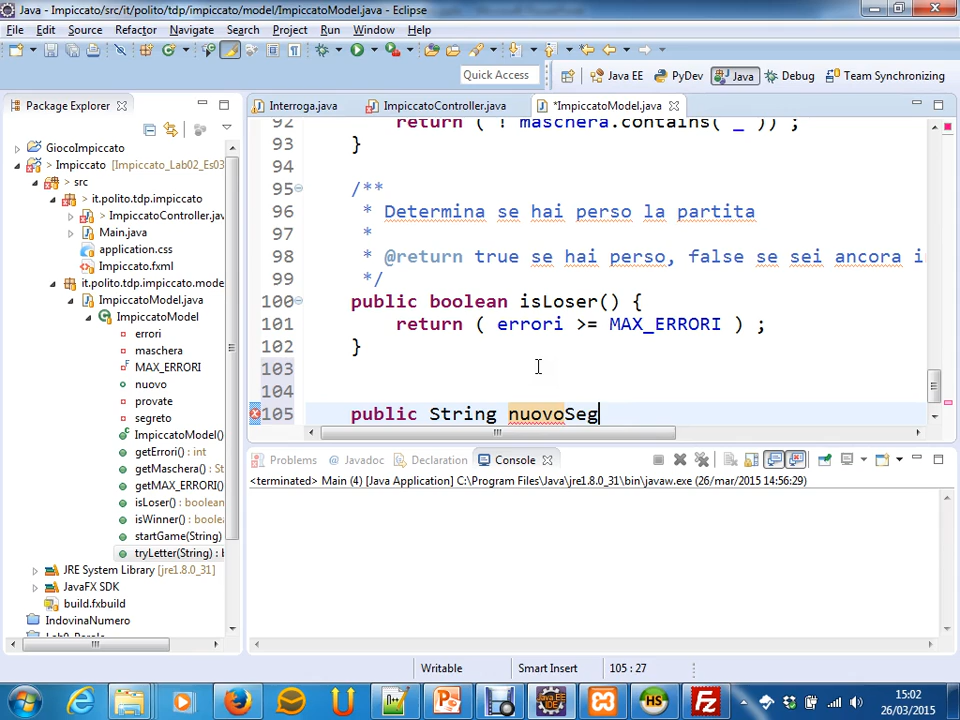 Java - Impiccato/src/it/polito/tdp/impiccato/model/ImpiccatoModel.java - Eclipse
File Edit Source Refactor Navigate Search Project Run Window Help
Quick Access Java EE PyDev Java Debug Team Synchronizing
Package Explorer
Interroga.java ImpiccatoController.java *ImpiccatoModel.java
GiocoImpiccato
> Impiccato [Impiccato_Lab02_Es03
> src
> it.polito.tdp.impiccato
> ImpiccatoController.jav
Main.java
application.css
Impiccato.fxml
it.polito.tdp.impiccato.mode
ImpiccatoModel.java
ImpiccatoModel
errori
maschera
MAX_ERRORI
nuovo
provate
segreto
ImpiccatoModel()
getErrori() : int
getMaschera() : S
getMAX_ERRORI()
isLoser() : boolean
isWinner() : boole
startGame(String)
tryLetter(String) : b
JRE System Library [jre1.8.0_31]
JavaFX SDK
build.fxbuild
IndovinaNumero
Lab0_Parole
92 return ( ! maschera.contains("_")) ;
93 }
94
95 /**
96 * Determina se hai perso la partita
97 *
98 * @return true se hai perso, false se sei ancora i
99 */
100 public boolean isLoser() {
101 return ( errori >= MAX_ERRORI ) ;
102 }
103
104
105 public String nuovoSeg
Problems Javadoc Declaration Console
<terminated> Main (4) [Java Application] C:\Program Files\Java\jre1.8.0_31\bin\javaw.exe (26/mar/2015 14:56:29)
Writable Smart Insert 105 : 27
15:02
26/03/2015